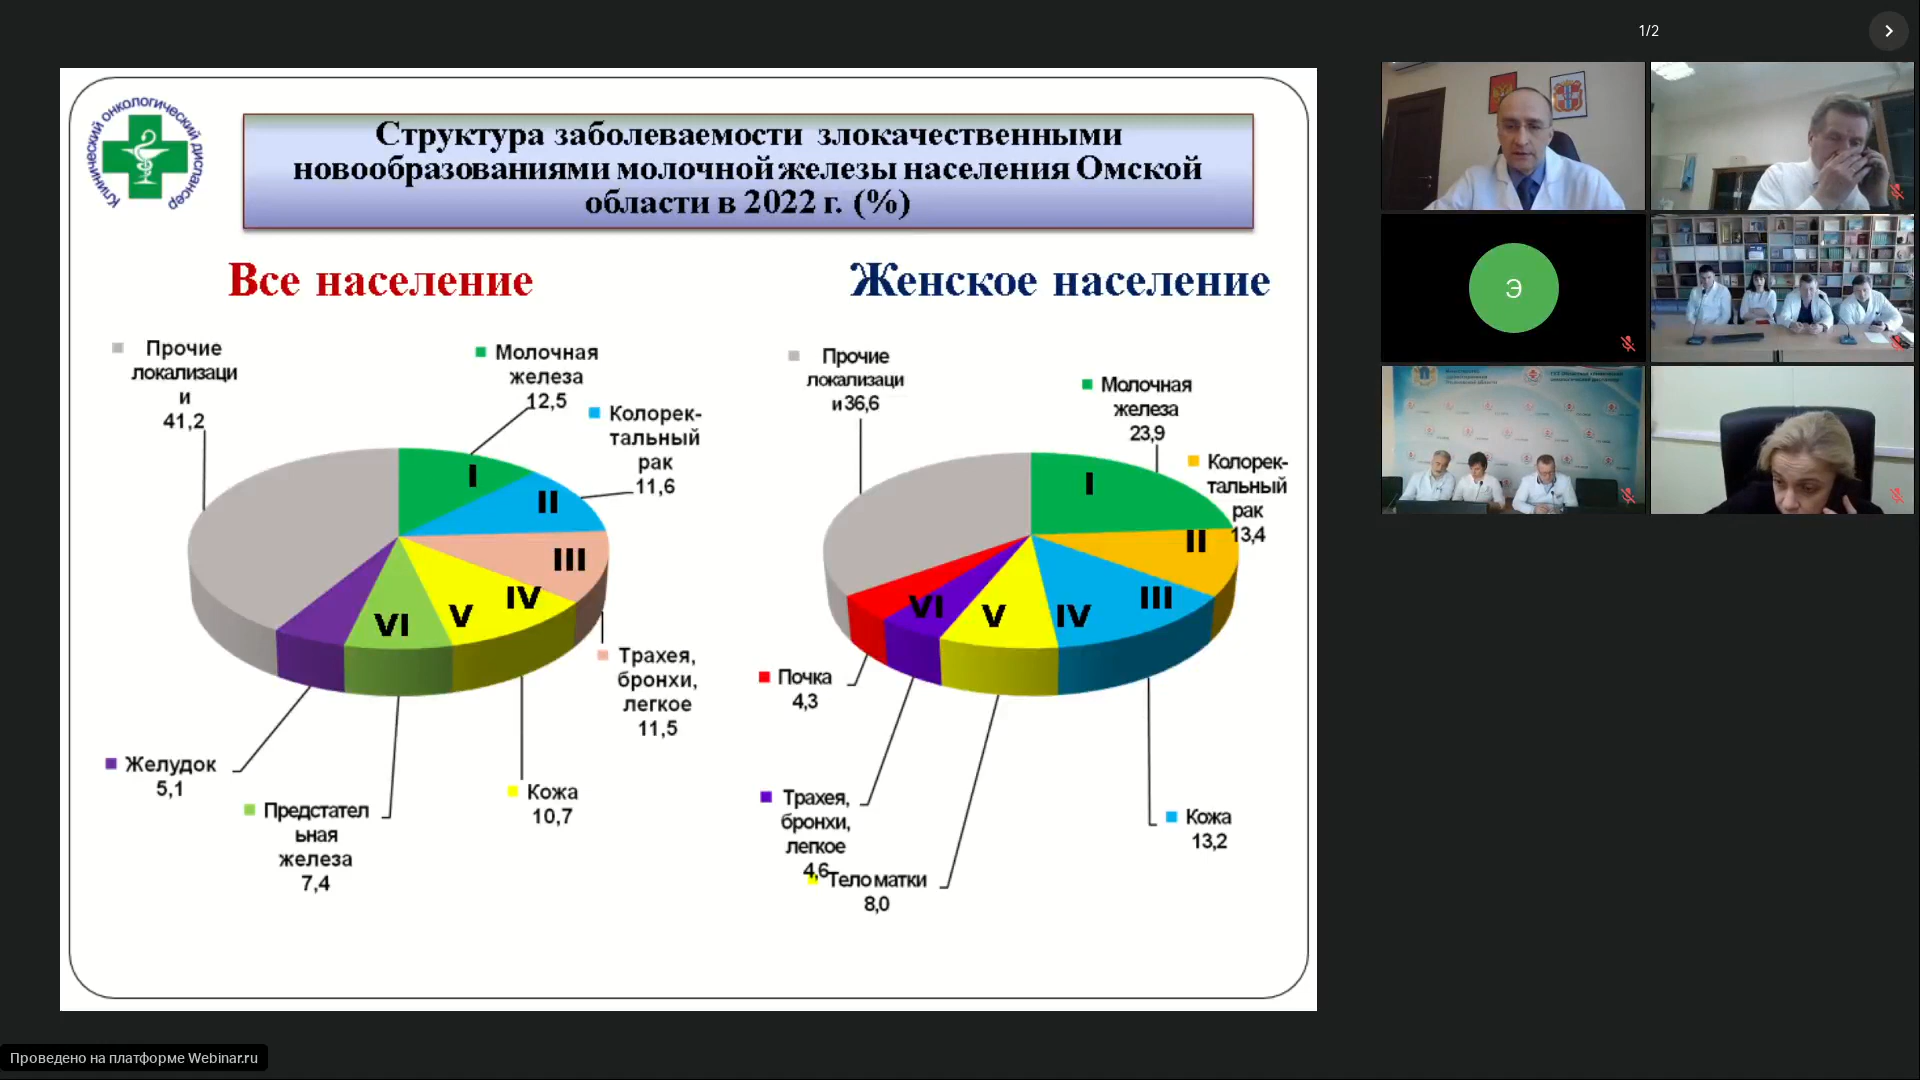 1/2
Клинический онкологический диспансер
Структура заболеваемости злокачественными
новообразованиями молочной железы населения Омской
области в 2022 г. (%)
Все население
Женское население
Прочие
локализаци
и
41,2
Молочная
железа
12,5
Колорек-
тальный
рак
11,6
I
II
III
IV
V
VI
Трахея,
бронхи,
легкое
11,5
Желудок
5,1
Предстател
ьная
железа
7,4
Кожа
10,7
Прочие
локализаци
и 36,6
Молочная
железа
23,9
Колорек-
тальный
рак
13,4
I
II
III
IV
V
VI
Почка
4,3
Трахея,
бронхи,
легкое
4,6
Тело матки
8,0
Кожа
13,2
Э
Проведено на платформе Webinar.ru